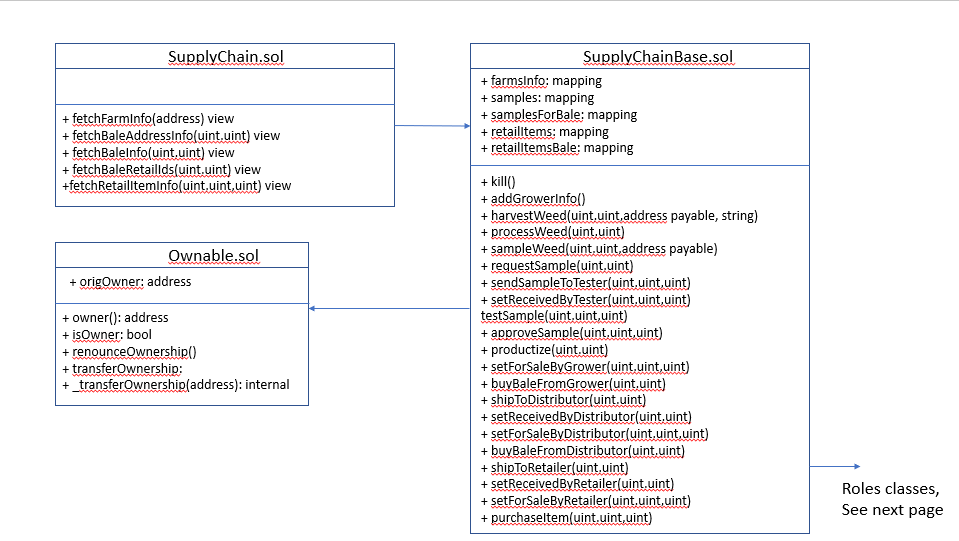 SupplyChain.sol
+ fetchFarmInfo(address) view
+ fetchBaleAddressInfo(uint,uint) view
+ fetchBaleInfo(uint,uint) view
+ fetchBaleRetailIds(uint,uint) view
+fetchRetailItemInfo(uint,uint,uint) view
Ownable.sol
+ origOwner: address
+ owner(): address
+ isOwner: bool
+ renounceOwnership()
+ transferOwnership:
+ _transferOwnership(address): internal
SupplyChainBase.sol
+ farmsInfo: mapping
+ samples: mapping
+ samplesForBale: mapping
+ retailItems: mapping
+ retailItemsBale: mapping
+ kill()
+ addGrowerInfo()
+ harvestWeed(uint,uint,address payable, string)
+ processWeed(uint,uint)
+ sampleWeed(uint,uint,address payable)
+ requestSample(uint,uint)
+ sendSampleToTester(uint,uint,uint)
+ setReceivedByTester(uint,uint,uint)
testSample(uint,uint,uint)
+ approveSample(uint,uint,uint)
+ productize(uint,uint)
+ setForSaleByGrower(uint,uint,uint)
+ buyBaleFromGrower(uint,uint)
+ shipToDistributor(uint,uint)
+ setReceivedByDistributor(uint,uint)
+ setForSaleByDistributor(uint,uint,uint)
+ buyBaleFromDistributor(uint,uint)
+ shipToRetailer(uint,uint)
+ setReceivedByRetailer(uint,uint)
+ setForSaleByRetailer(uint,uint,uint)
+ purchaseItem(uint,uint,uint)
Roles classes,
See next page